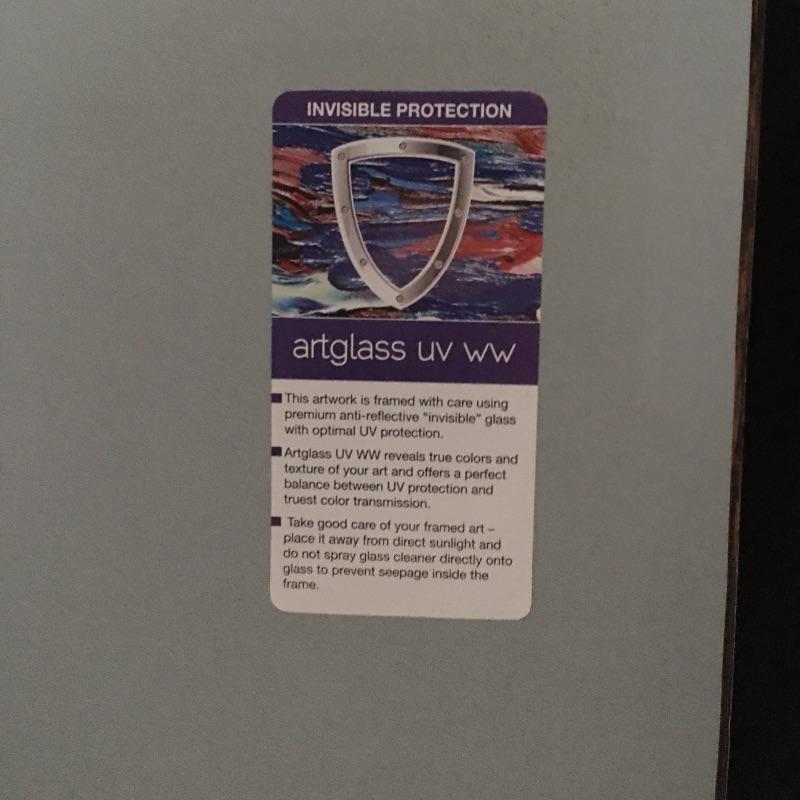 INVISIBLE PROTECTION
artglass uv ww
This artwork is framed with care using
premium anti-reflective "invisible" glass
with optimal UV protection.
Artglass UV WW reveals true colors and
texture of your art and offers a perfect
balance between UV protection and
truest color transmission.
Take good care of your framed art –
place it away from direct sunlight and
do not spray glass cleaner directly onto
glass to prevent seepage inside the
frame.